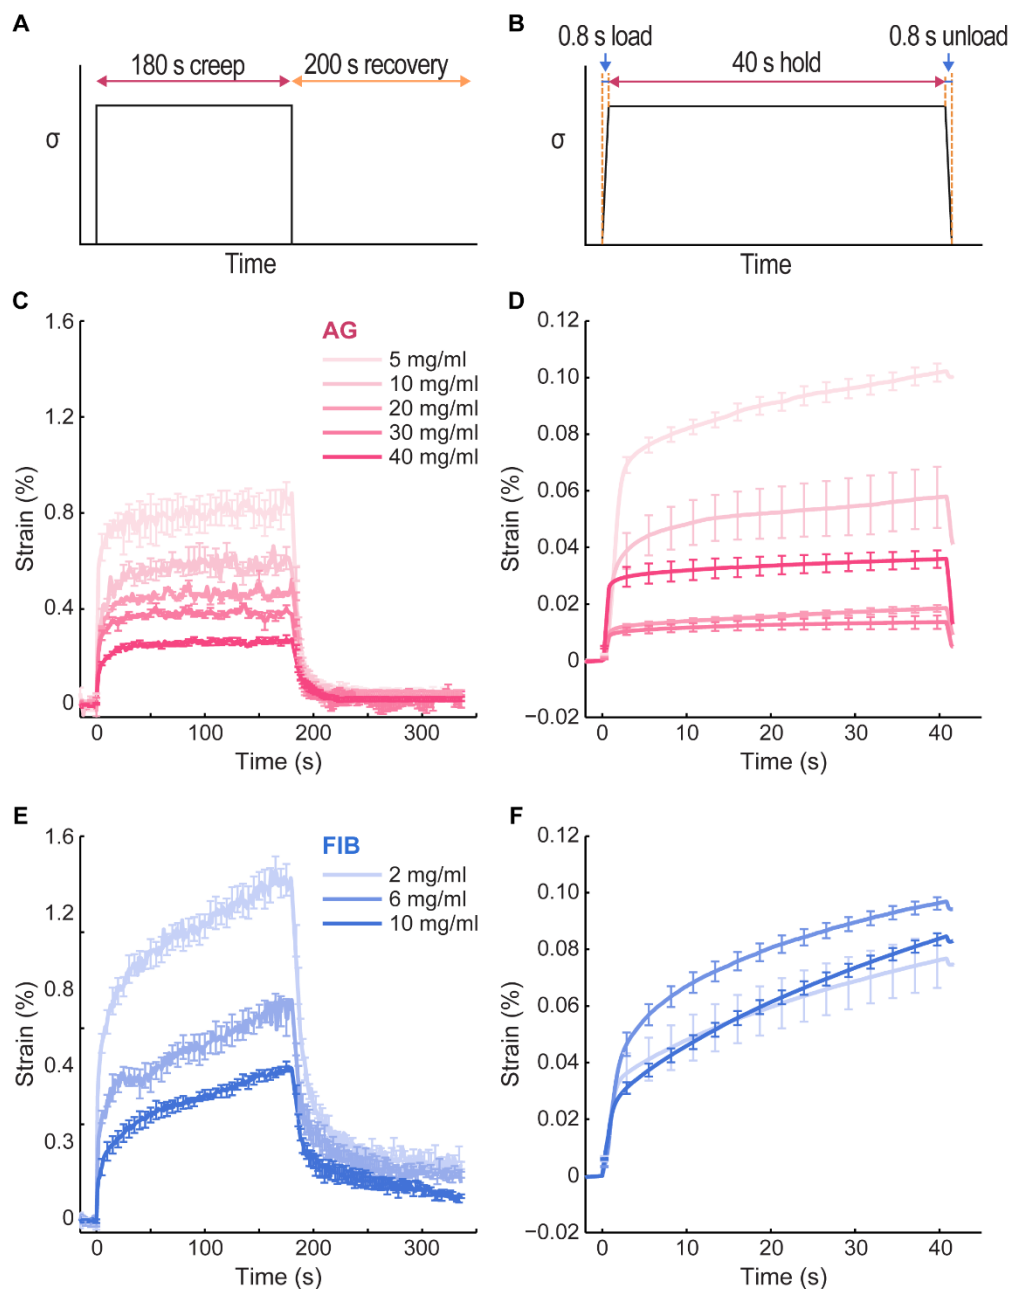 A
180 s creep
200 s recovery
σ
Time
B
0.8 s load
0.8 s unload
40 s hold
σ
Time
C
1.6
1.2
0.8
0.4
0
Strain (%)
AG
5 mg/ml
10 mg/ml
20 mg/ml
30 mg/ml
40 mg/ml
0
100
200
300
Time (s)
D
0.12
0.10
0.08
0.06
0.04
0.02
0
−0.02
Strain (%)
0
10
20
30
40
Time (s)
E
1.6
1.2
0.8
0.4
0.3
0
Strain (%)
FIB
2 mg/ml
6 mg/ml
10 mg/ml
0
100
200
300
Time (s)
F
0.12
0.10
0.08
0.06
0.04
0.02
0
−0.02
Strain (%)
0
10
20
30
40
Time (s)